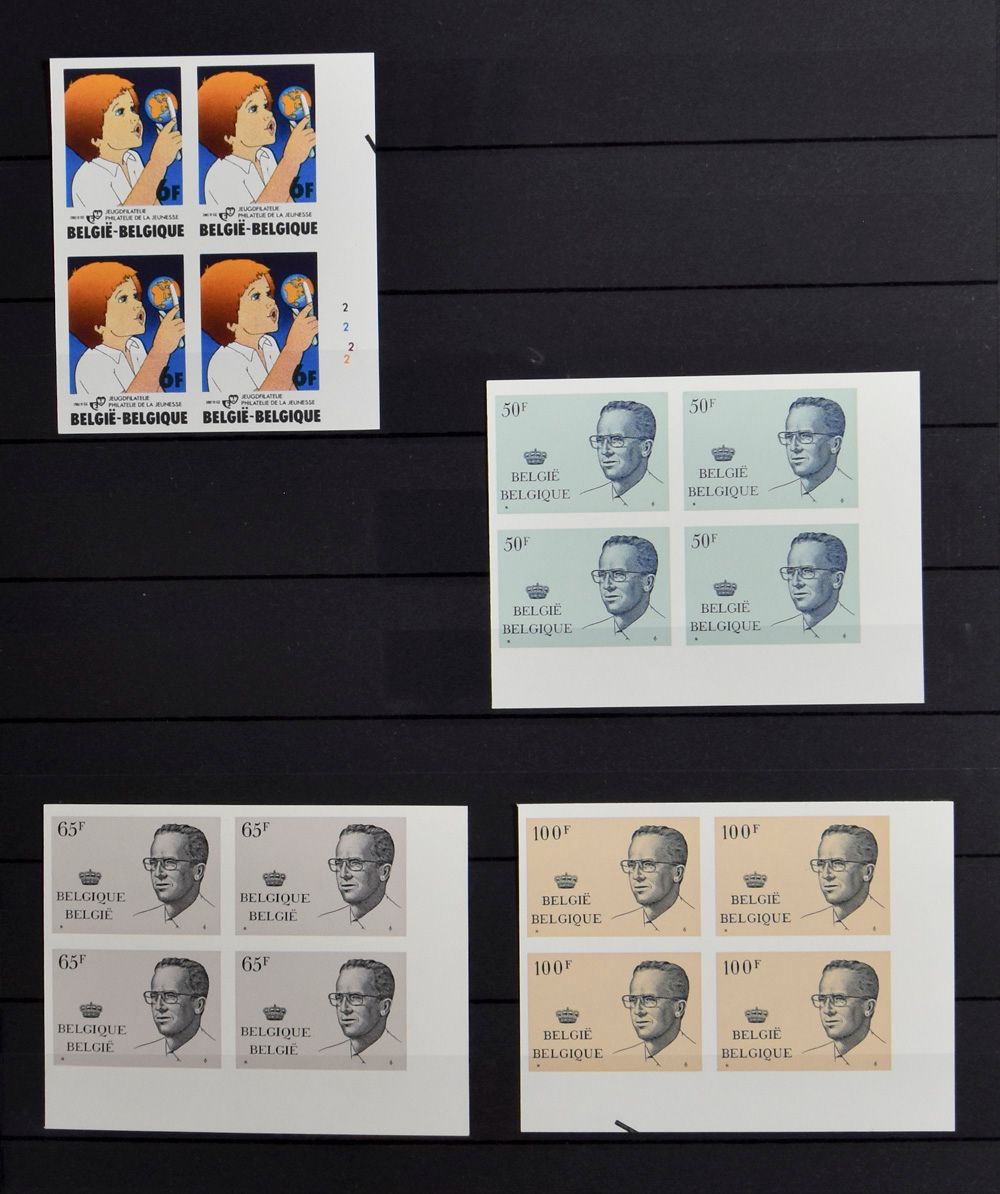 6F 6F
JEUGDFILATELIE JEUGDFILATELIE
PHILATELIE DE LA JEUNESSE PHILATELIE DE LA JEUNESSE
BELGIË-BELGIQUE BELGIË-BELGIQUE
6F 6F
JEUGDFILATELIE JEUGDFILATELIE
PHILATELIE DE LA JEUNESSE PHILATELIE DE LA JEUNESSE
BELGIË-BELGIQUE BELGIË-BELGIQUE
2
2
2
2
50F 50F
BELGIË BELGIË
BELGIQUE BELGIQUE
50F 50F
BELGIË BELGIË
BELGIQUE BELGIQUE
65F 65F
BELGIQUE BELGIQUE
BELGIË BELGIË
65F 65F
BELGIQUE BELGIQUE
BELGIË BELGIË
100F 100F
BELGIË BELGIË
BELGIQUE BELGIQUE
100F 100F
BELGIË BELGIË
BELGIQUE BELGIQUE